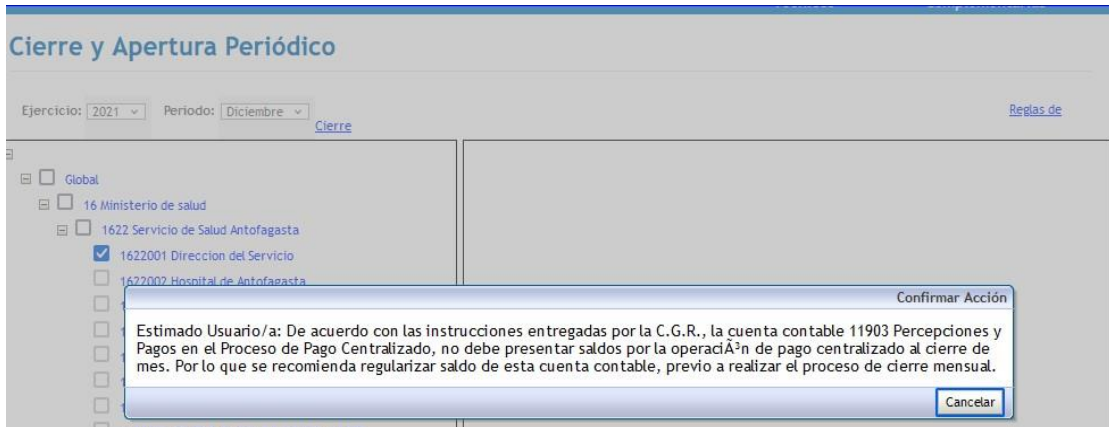 Cierre y Apertura Periódico
Ejercicio: 2021 Periodo: Diciembre
Cierre
Reglas de
Global
16 Ministerio de salud
1622 Servicio de Salud Antofagasta
1622001 Direccion del Servicio
1622002 Hospital de Antofagasta
Confirmar Acción
Estimado Usuario/a: De acuerdo con las instrucciones entregadas por la C.G.R., la cuenta contable 11903 Percepciones y
Pagos en el Proceso de Pago Centralizado, no debe presentar saldos por la operaciÃ³n de pago centralizado al cierre de
mes. Por lo que se recomienda regularizar saldo de esta cuenta contable, previo a realizar el proceso de cierre mensual.
Cancelar